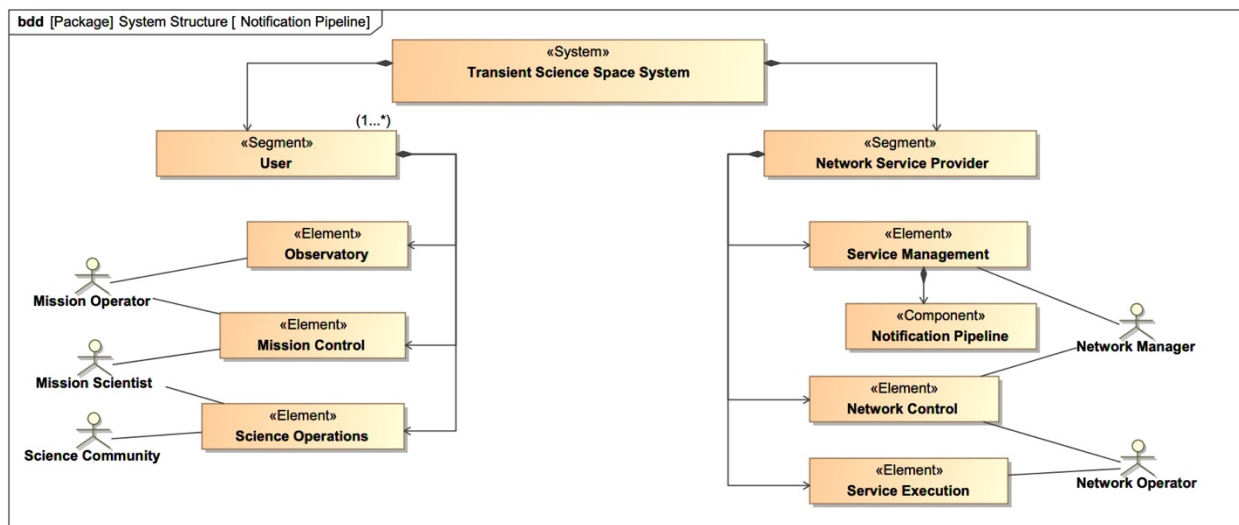 bdd [Package] System Structure [ Notification Pipeline]
«System»
Transient Science Space System
(1...*)
«Segment»
User
«Segment»
Network Service Provider
«Element»
Observatory
«Element»
Service Management
Mission Operator
«Element»
Mission Control
«Component»
Notification Pipeline
Network Manager
Mission Scientist
«Element»
Network Control
«Element»
Science Operations
Science Community
«Element»
Service Execution
Network Operator